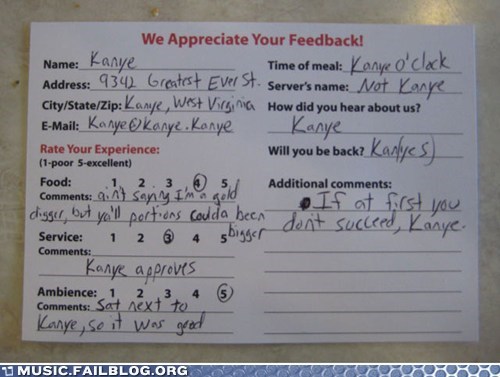 We Appreciate Your Feedback!
Name: Kanye
Address: 9342 Greatest Ever St.
City/State/Zip: Kanye, West Virginia
E-Mail: Kanye@Kanye.Kanye
Rate Your Experience:
(1-poor 5-excellent)
Food: 1 2 3 4 5
Comments: ain't saying I'm a gold
digger, but ya'll portions coulda been
bigger
Service: 1 2 3 4 5
Comments:
Kanye approves
Ambience: 1 2 3 4 5
Comments: Sat next to
Kanye, so it was good
Time of meal: Kanye O'Clock
Server's name: Not Kanye
How did you hear about us?
Kanye
Will you be back? Kan(yes)
Additional comments:
If at first you
don't succeed, Kanye.
MUSIC.FAILBLOG.ORG